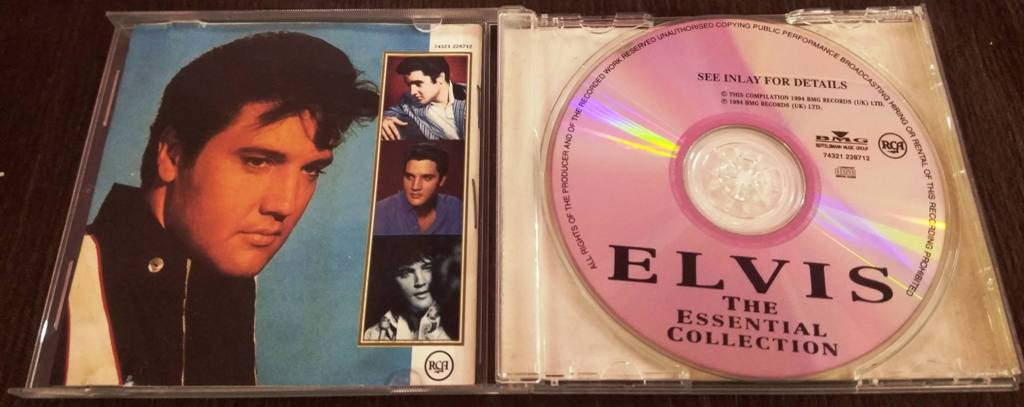 74321 228712
RCA
ALL RIGHTS OF THE PRODUCER AND OF THE RECORDED WORK RESERVED UNAUTHORISED COPYING PUBLIC PERFORMANCE BROADCASTING HIRING OR RENTAL OF THIS RECORDING PROHIBITED
SEE INLAY FOR DETAILS
© THIS COMPILATION 1994 BMG RECORDS (UK) LTD.
℗ 1994 BMG RECORDS (UK) LTD.
BMG
BERTELSMANN MUSIC GROUP
RCA
74321 228712
ELVIS
THE
ESSENTIAL
COLLECTION